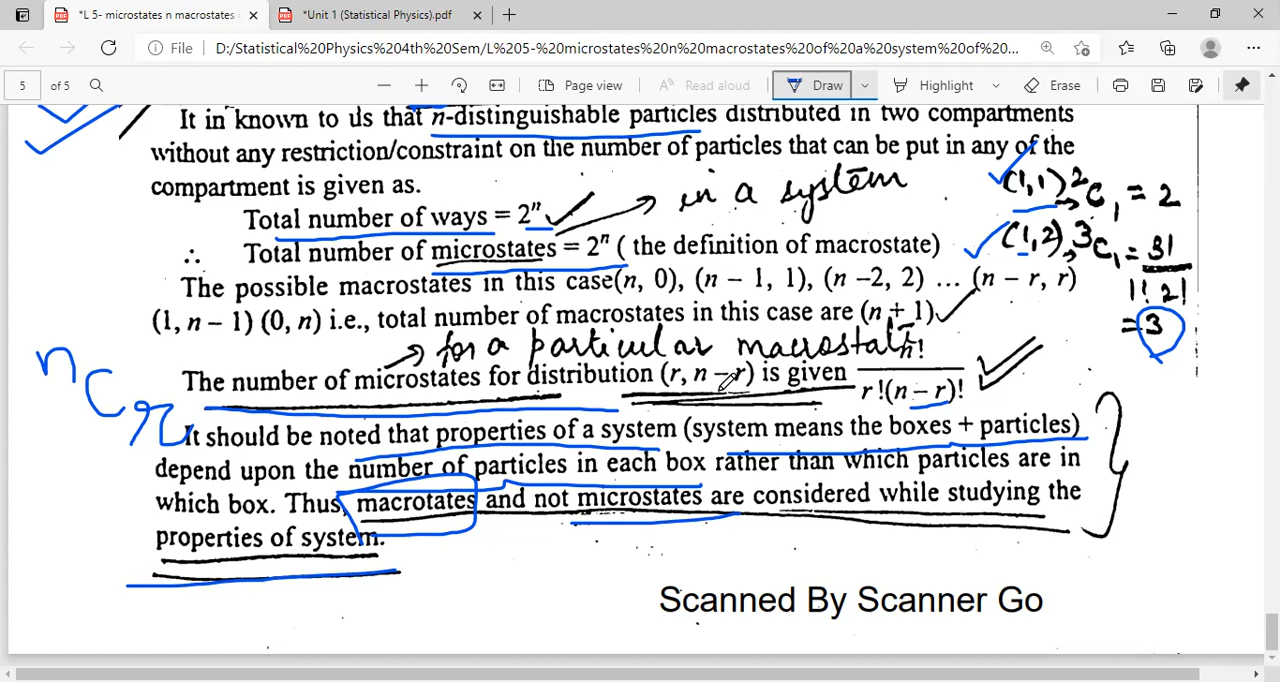 *L 5- microstates n macrostates
*Unit 1 (Statistical Physics).pdf
File D:/Statistical%20Physics%204th%20Sem/L%205-%20microstates%20n%20macrostates%20of%20a%20system%20of%20...
5 of 5 Page view Read aloud Draw Highlight Erase
It in known to us that n-distinguishable particles distributed in two compartments
without any restriction/constraint on the number of particles that can be put in any of the
compartment is given as.
in a system
(1,1), ²C₁ = 2
Total number of ways = 2ⁿ
∴ Total number of microstates = 2ⁿ ( the definition of macrostate)
(1,2), 3C₁ = 3!
1! 2!
= 3
The possible macrostates in this case(n, 0), (n – 1, 1), (n –2, 2) ... (n – r, r)
(1, n – 1) (0, n) i.e., total number of macrostates in this case are (n + 1)
for a particular macrostate
The number of microstates for distribution (r, n – r) is given n!
r!(n – r)!
nCr
It should be noted that properties of a system (system means the boxes + particles)
depend upon the number of particles in each box rather than which particles are in
which box. Thus, macrotates and not microstates are considered while studying the
properties of system.
Scanned By Scanner Go